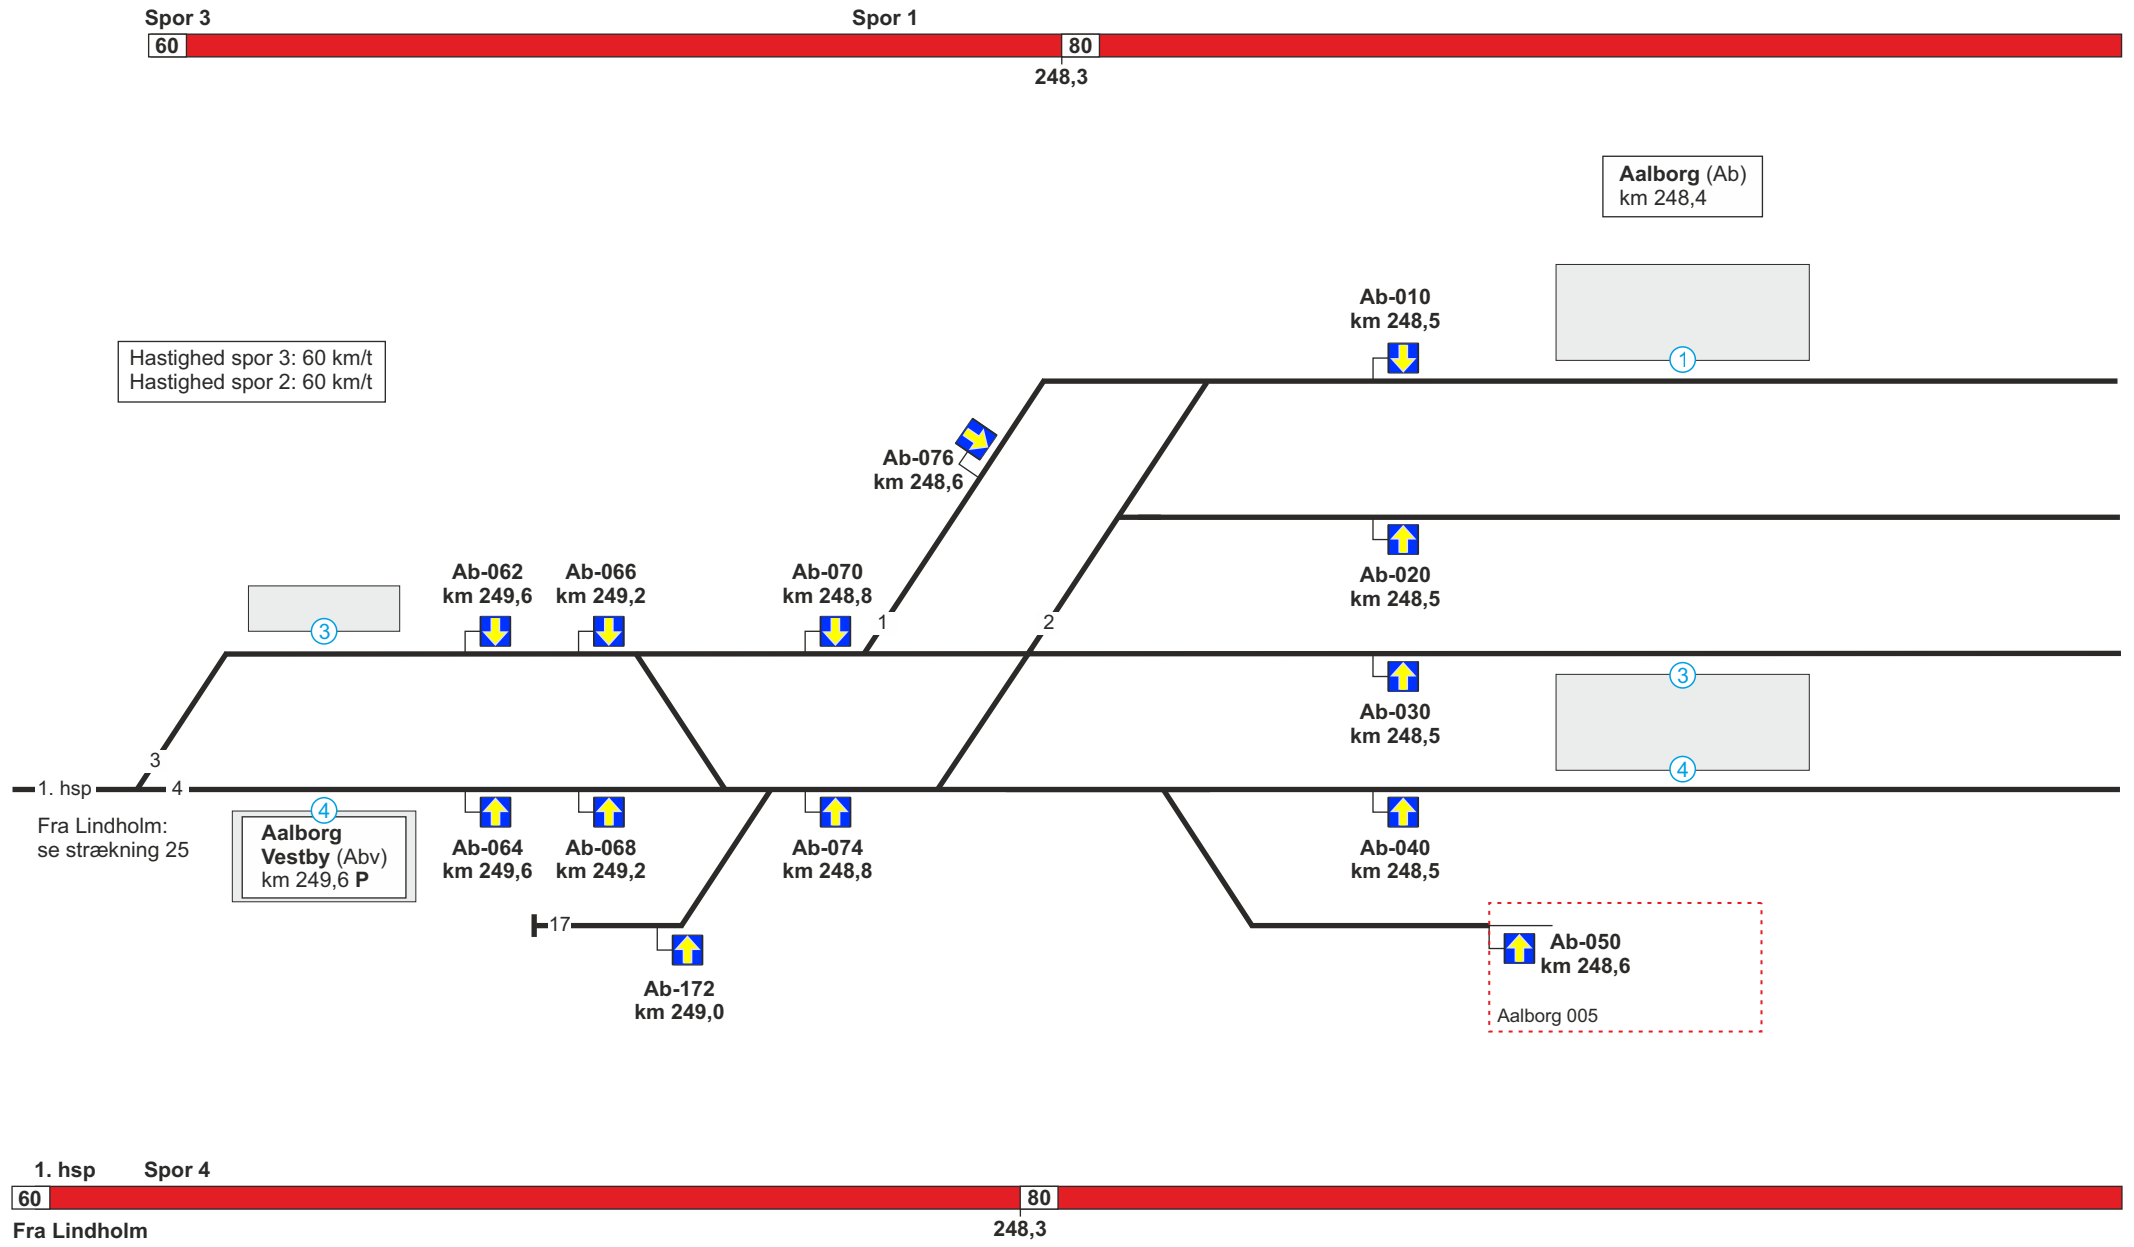 Spor 3
Spor 1
60
80
248,3
Aalborg (Ab)
km 248,4
Ab-010
km 248,5
1
Hastighed spor 3: 60 km/t
Hastighed spor 2: 60 km/t
Ab-076
km 248,6
Ab-020
km 248,5
Ab-062
km 249,6
Ab-066
km 249,2
Ab-070
km 248,8
3
1
2
3
Ab-030
km 248,5
3
4
1. hsp
4
Fra Lindholm:
se strækning 25
4
Aalborg
Vestby (Abv)
km 249,6 P
Ab-064
km 249,6
Ab-068
km 249,2
Ab-074
km 248,8
Ab-040
km 248,5
17
Ab-172
km 249,0
Ab-050
km 248,6
Aalborg 005
1. hsp
Spor 4
60
80
Fra Lindholm
248,3